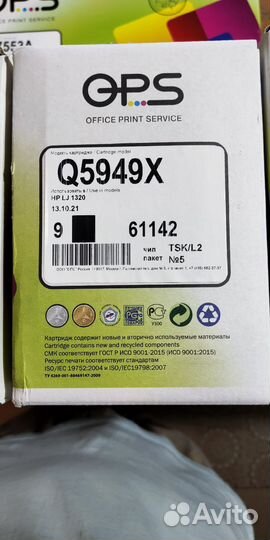 7553A
OPS
OFFICE PRINT SERVICE
Модель картриджа / Cartridge model
Q5949X
Использовать в / Use in models
HP LJ 1320
13.10.21
9 61142
чип TSK/L2
пакет №5
Картридж содержит новые и вторично используемые материалы
Cartridge contains new and recycled components
СМК соответствует ГОСТ Р ИСО 9001-2015 (ИСО 9001:2015)
Ресурс печати соответствует стандартам
ISO/IEC 19752:2004 и ISO/IEC19798:2007
Avito